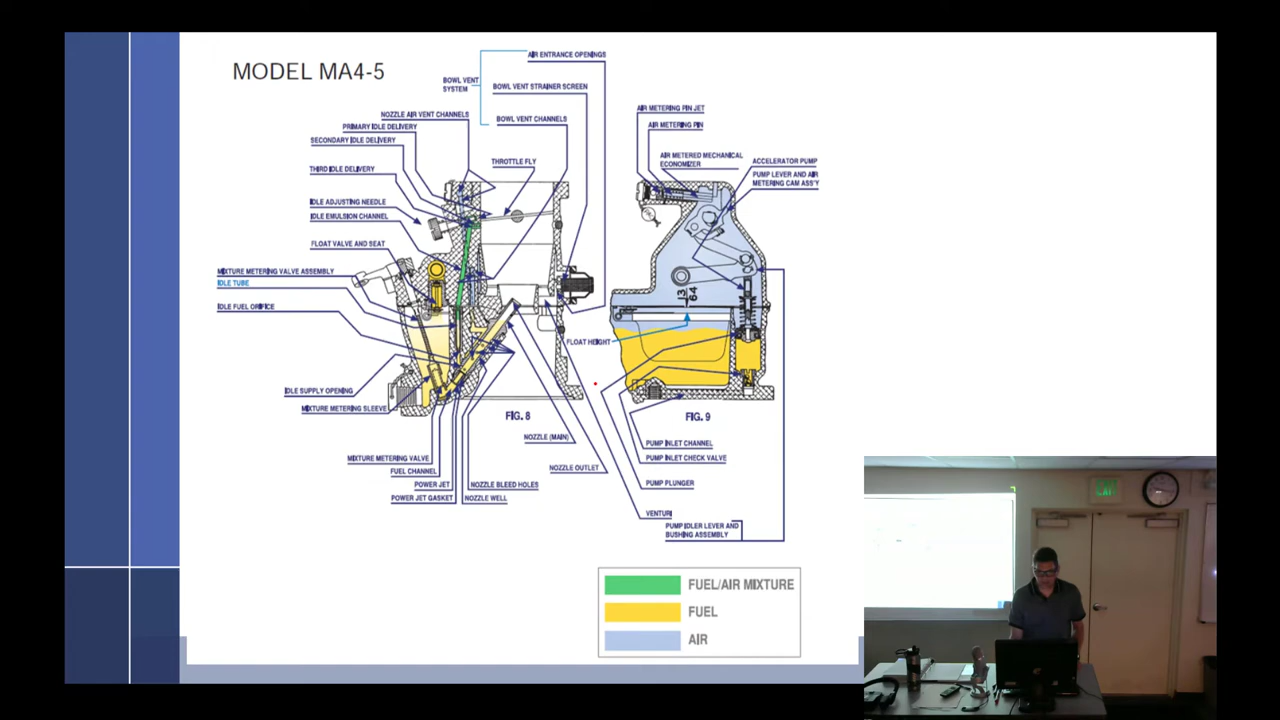 MODEL MA4-5
AIR ENTRANCE OPENINGS
BOWL VENT
SYSTEM
BOWL VENT STRAINER SCREEN
NOZZLE AIR VENT CHANNELS
BOWL VENT CHANNELS
PRIMARY IDLE DELIVERY
SECONDARY IDLE DELIVERY
THROTTLE FLY
THIRD IDLE DELIVERY
IDLE ADJUSTING NEEDLE
IDLE EMULSION CHANNEL
FLOAT VALVE AND SEAT
MIXTURE METERING VALVE ASSEMBLY
IDLE TUBE
IDLE FUEL ORIFICE
IDLE SUPPLY OPENING
MIXTURE METERING SLEEVE
MIXTURE METERING VALVE
FUEL CHANNEL
POWER JET
POWER JET GASKET
NOZZLE BLEED HOLES
NOZZLE WELL
FIG. 8
NOZZLE (MAIN)
NOZZLE OUTLET
AIR METERING PIN JET
AIR METERING PIN
AIR METERED MECHANICAL
ECONOMIZER
ACCELERATOR PUMP
PUMP LEVER AND AIR
METERING CAM ASS'Y
13
64
FLOAT HEIGHT
FIG. 9
PUMP INLET CHANNEL
PUMP INLET CHECK VALVE
PUMP PLUNGER
VENTURI
PUMP IDLER LEVER AND
BUSHING ASSEMBLY
FUEL/AIR MIXTURE
FUEL
AIR
EXIT